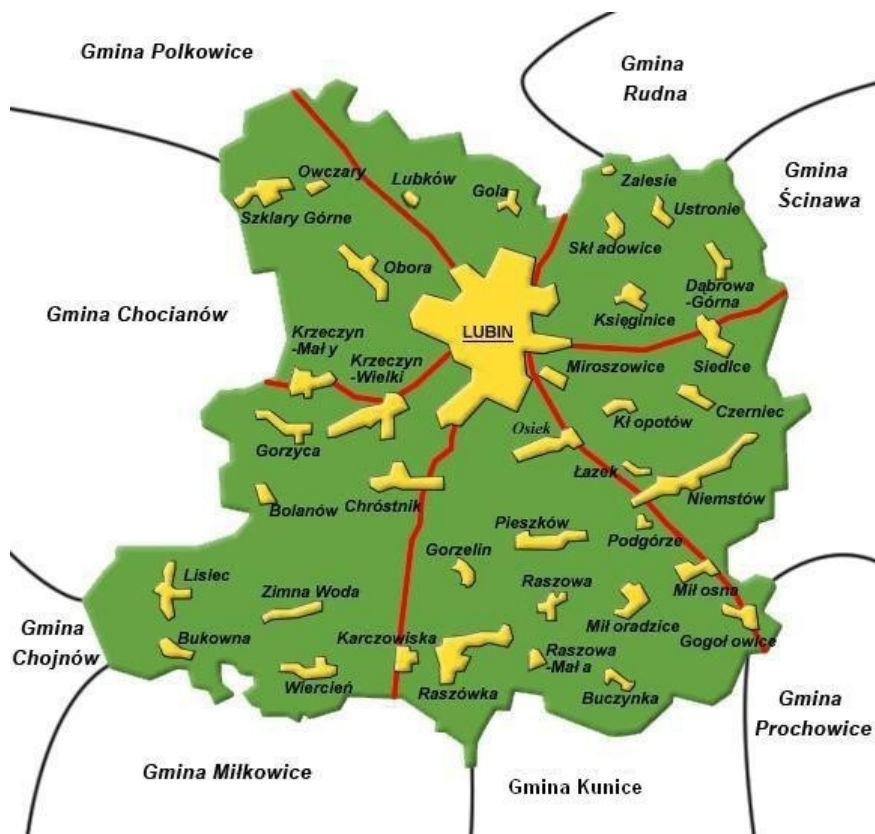 Gmina Polkowice
Gmina
Rudna
Gmina
Ścinawa
Owczary
Lubków
Gola
Zalesie
Ustronie
Szklary Górne
Skł adowice
Obora
Dąbrowa
-Górna
Gmina Chocianów
Księginice
LUBIN
Krzeczyn
-Mał y
Krzeczyn
-Wielki
Miroszowice
Siedlce
Kł opotów
Czerniec
Osiek
Gorzyca
Łazek
Chróstnik
Niemstów
Bolanów
Pieszków
Podgórze
Gorzelin
Lisiec
Zimna Woda
Raszowa
Mił osna
Mił oradzice
Gmina
Chojnów
Bukowna
Karczowiska
Gogoł owice
Raszowa
-Mał a
Wiercień
Raszówka
Buczynka
Gmina
Prochowice
Gmina Miłkowice
Gmina Kunice